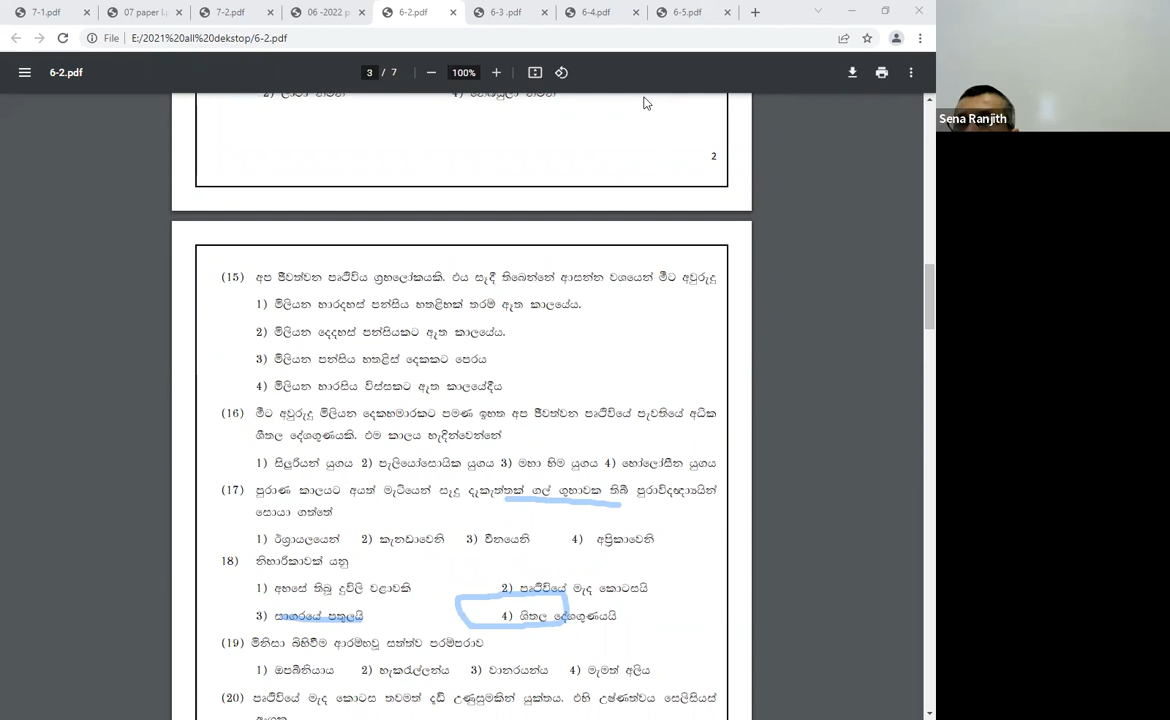 7-1.pdf
07 paper I.p
7-2.pdf
06 -2022 p
6-2.pdf
6-3 .pdf
6-4.pdf
6-5.pdf
File E:/2021%20all%20dekstop/6-2.pdf
6-2.pdf 3 / 7 100%
Sena Ranjith
2
(15) අප ජීවත්වන පෘථිවිය ග්‍රහලෝකයකි. එය සෑදී තිබෙන්නේ ආසන්න වශයෙන් මීට අවුරුදු
1) මිලියන හාරදහස් පන්සිය හතළිහක් තරම් ඈත කාලයේය.
2) මිලියන දෙදහස් පන්සියකට ඈත කාලයේය.
3) මිලියන පන්සිය හතළිස් දෙකකට පෙරය
4) මිලියන හාරසිය විස්සකට ඈත කාලයේදීය
(16) මීට අවුරුදු මිලියන දෙකහමාරකට පමණ ඉහත අප ජීවත්වන පෘථිවියේ පැවතියේ අධික
ශීතල දේශගුණයකි. එම කාලය හැඳින්වෙන්නේ
1) සිලූරියන් යුගය 2) පැලියෝසොයික යුගය 3) මහා හිම යුගය 4) හෝලෝසීන යුගය
(17) පුරාණ කාලයට අයත් මැටියෙන් සැදූ දැකැත්තක් ගල් ගුහාවක තිබී පුරාවිද්‍යාඥයින්
සොයා ගත්තේ
1) ඊශ්‍රායලයෙන් 2) කැනඩාවෙනි 3) චීනයෙනි 4) අප්‍රිකාවෙනි
18) නිහාරිකාවක් යනු
1) අභසේ තිබූ දූවිලි වළාවකි 2) පෘථිවියේ මැද කොටසයි
3) සාගරයේ පතුලයි 4) ශිතල දේශගුණයයි
(19) මිනිසා බිහිවීම ආරම්භවූ සත්ත්ව පරම්පරාව
1) ඔපබිනියාය 2) හැකරැල්ලන්ය 3) වානරයන්ය 4) මැමත් අලිය
(20) පෘථිවියේ මැද කොටස තවමත් දැඩි උණුසුමකින් යුක්තය. එහි උෂ්ණත්වය සෙල්සියස්